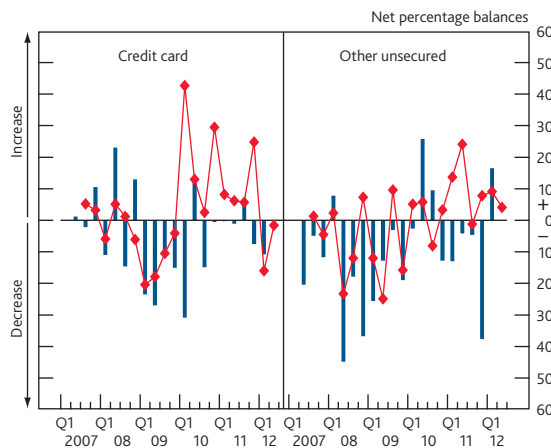 Net percentage balances
Credit card
Other unsecured
Increase
Decrease
60
50
40
30
20
10
+
0
–
10
20
30
40
50
60
Q1 Q1 Q1 Q1 Q1 Q1
2007 08 09 10 11 12
Q1 Q1 Q1 Q1 Q1 Q1
2007 08 09 10 11 12